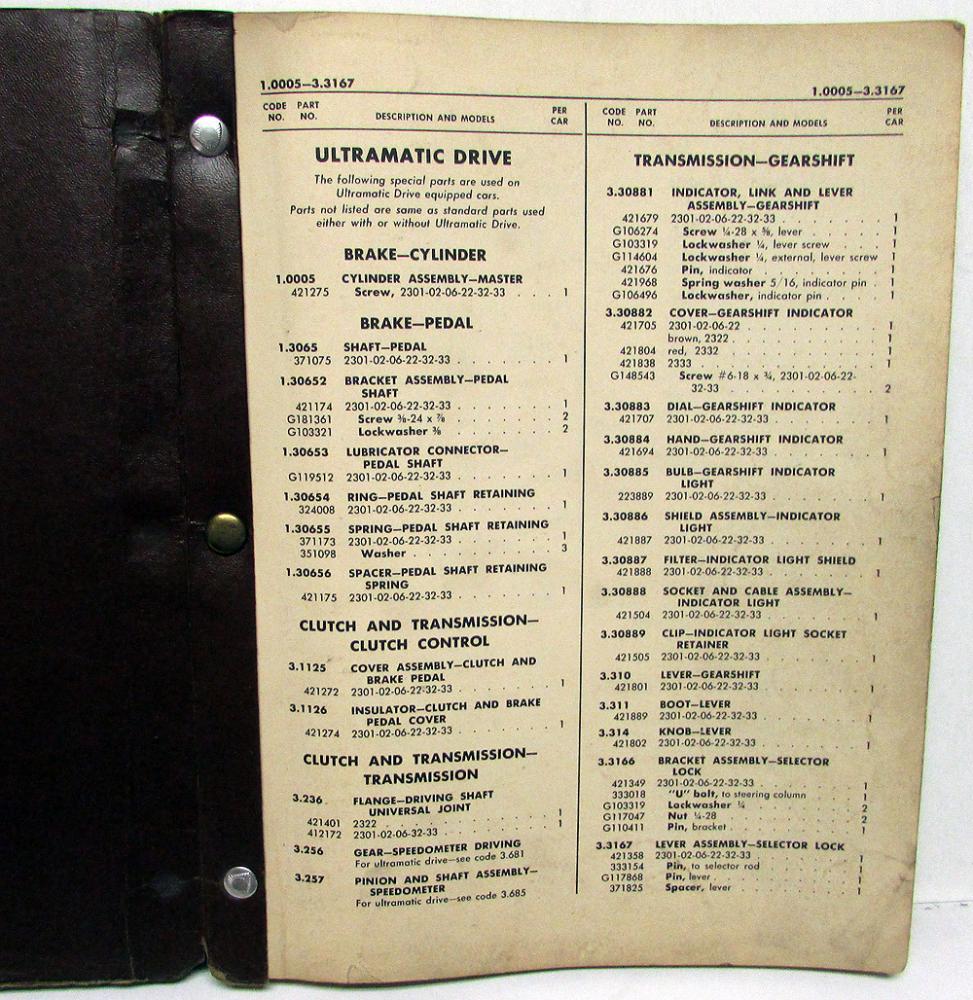 1.0005—3.3167
1.0005—3.3167
CODE NO. PART NO. DESCRIPTION AND MODELS PER CAR
ULTRAMATIC DRIVE
The following special parts are used on
Ultramatic Drive equipped cars.
Parts not listed are same as standard parts used
either with or without Ultramatic Drive.
BRAKE—CYLINDER
1.0005 CYLINDER ASSEMBLY—MASTER
421275 Screw, 2301-02-06-22-32-33 . . . 1
BRAKE—PEDAL
1.3065 SHAFT—PEDAL
371075 2301-02-06-22-32-33 . . . . . . . 1
1.30652 BRACKET ASSEMBLY—PEDAL
SHAFT
421174 2301-02-06-22-32-33 . . . . . . . 1
G181361 Screw ⅜-24 x ⅞ . . . . . . . 2
G103321 Lockwasher ⅜ . . . . . . . 2
1.30653 LUBRICATOR CONNECTOR—
PEDAL SHAFT
G119512 2301-02-06-22-32-33 . . . . . . . 1
1.30654 RING—PEDAL SHAFT RETAINING
324008 2301-02-06-22-32-33 . . . . . . . 1
1.30655 SPRING—PEDAL SHAFT RETAINING
371173 2301-02-06-22-32-33 . . . . . . . 1
351098 Washer . . . . . . . . . . 3
1.30656 SPACER—PEDAL SHAFT RETAINING
SPRING
421175 2301-02-06-22-32-33 . . . . . . . 1
CLUTCH AND TRANSMISSION—
CLUTCH CONTROL
3.1125 COVER ASSEMBLY—CLUTCH AND
BRAKE PEDAL
421272 2301-02-06-22-32-33 . . . . . . . 1
3.1126 INSULATOR—CLUTCH AND BRAKE
PEDAL COVER
421274 2301-02-06-22-32-33 . . . . . . . 1
CLUTCH AND TRANSMISSION—
TRANSMISSION
3.236 FLANGE—DRIVING SHAFT
UNIVERSAL JOINT
421401 2322 . . . . . . . . . . . . 1
412172 2301-02-06-32-33 . . . . . . . . 1
3.256 GEAR—SPEEDOMETER DRIVING
For ultramatic drive—see code 3.681
3.257 PINION AND SHAFT ASSEMBLY—
SPEEDOMETER
For ultramatic drive—see code 3.685
CODE NO. PART NO. DESCRIPTION AND MODELS PER CAR
TRANSMISSION—GEARSHIFT
3.30881 INDICATOR, LINK AND LEVER
ASSEMBLY—GEARSHIFT
421679 2301-02-06-22-32-33 . . . . . . . 1
G106274 Screw ¼-28 x ⅝, lever . . . . . 1
G103319 Lockwasher ¼, lever screw . . . 1
G114604 Lockwasher ¼, external, lever screw 1
421676 Pin, indicator . . . . . . . . 1
421968 Spring washer 5/16, indicator pin . 1
G106496 Lockwasher, indicator pin . . . . 1
3.30882 COVER—GEARSHIFT INDICATOR
421705 2301-02-06-22 . . . . . . . . . 1
brown, 2322 . . . . . . . . . . 1
421804 red, 2332 . . . . . . . . . . . 1
421838 2333 . . . . . . . . . . . . 1
G148543 Screw #6-18 x ¾, 2301-02-06-22-
32-33 . . . . . . . . . . 2
3.30883 DIAL—GEARSHIFT INDICATOR
421707 2301-02-06-22-32-33 . . . . . . . 1
3.30884 HAND—GEARSHIFT INDICATOR
421694 2301-02-06-22-32-33 . . . . . . . 1
3.30885 BULB—GEARSHIFT INDICATOR
LIGHT
223889 2301-02-06-22-32-33 . . . . . . . 1
3.30886 SHIELD ASSEMBLY—INDICATOR
LIGHT
421887 2301-02-06-22-32-33 . . . . . . . 1
3.30887 FILTER—INDICATOR LIGHT SHIELD
421888 2301-02-06-22-32-33 . . . . . . . 1
3.30888 SOCKET AND CABLE ASSEMBLY—
INDICATOR LIGHT
421504 2301-02-06-22-32-33 . . . . . . . 1
3.30889 CLIP—INDICATOR LIGHT SOCKET
RETAINER
421505 2301-02-06-22-32-33 . . . . . . . 1
3.310 LEVER—GEARSHIFT
421801 2301-02-06-22-32-33 . . . . . . . 1
3.311 BOOT—LEVER
421889 2301-02-06-22-32-33 . . . . . . . 1
3.314 KNOB—LEVER
421802 2301-02-06-22-32-33 . . . . . . . 1
3.3166 BRACKET ASSEMBLY—SELECTOR
LOCK
421349 2301-02-06-22-32-33 . . . . . . . 1
333018 "U" bolt, to steering column . . . 1
G103319 Lockwasher ¼ . . . . . . . . 2
G117047 Nut ¼-28 . . . . . . . . . . 2
G110411 Pin, bracket . . . . . . . . . 1
3.3167 LEVER ASSEMBLY—SELECTOR LOCK
421358 2301-02-06-22-32-33 . . . . . . . 1
333154 Pin, to selector rod . . . . . . 1
G117868 Pin, lever . . . . . . . . . . 1
371825 Spacer, lever . . . . . . . . . 1